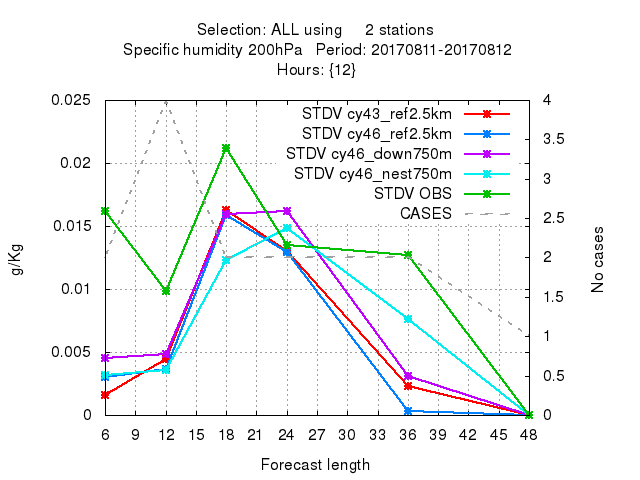 Selection: ALL using 2 stations
Specific humidity 200hPa Period: 20170811-20170812
Hours: {12}
STDV cy43_ref2.5km
STDV cy46_ref2.5km
STDV cy46_down750m
STDV cy46_nest750m
STDV OBS
CASES
0.025
0.02
0.015
0.01
0.005
0
g/Kg
4
3.5
3
2.5
2
1.5
1
0.5
0
No cases
6 9 12 15 18 21 24 27 30 33 36 39 42 45 48
Forecast length